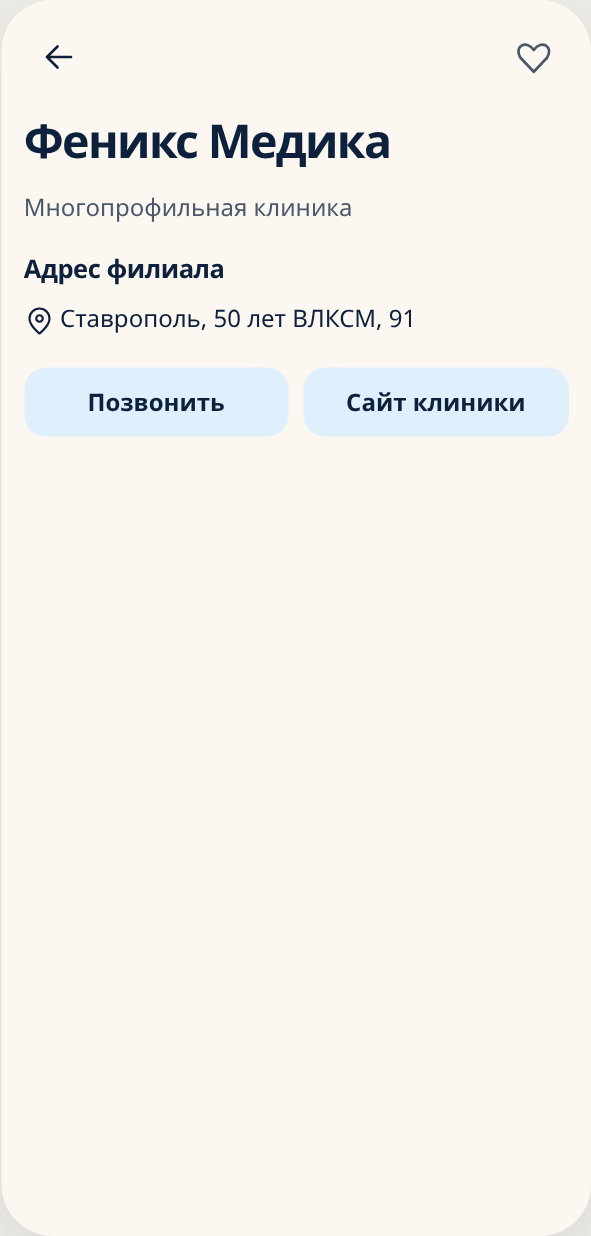 Феникс Медика
Многопрофильная клиника
Адрес филиала
Ставрополь, 50 лет ВЛКСМ, 91
Позвонить
Сайт клиники